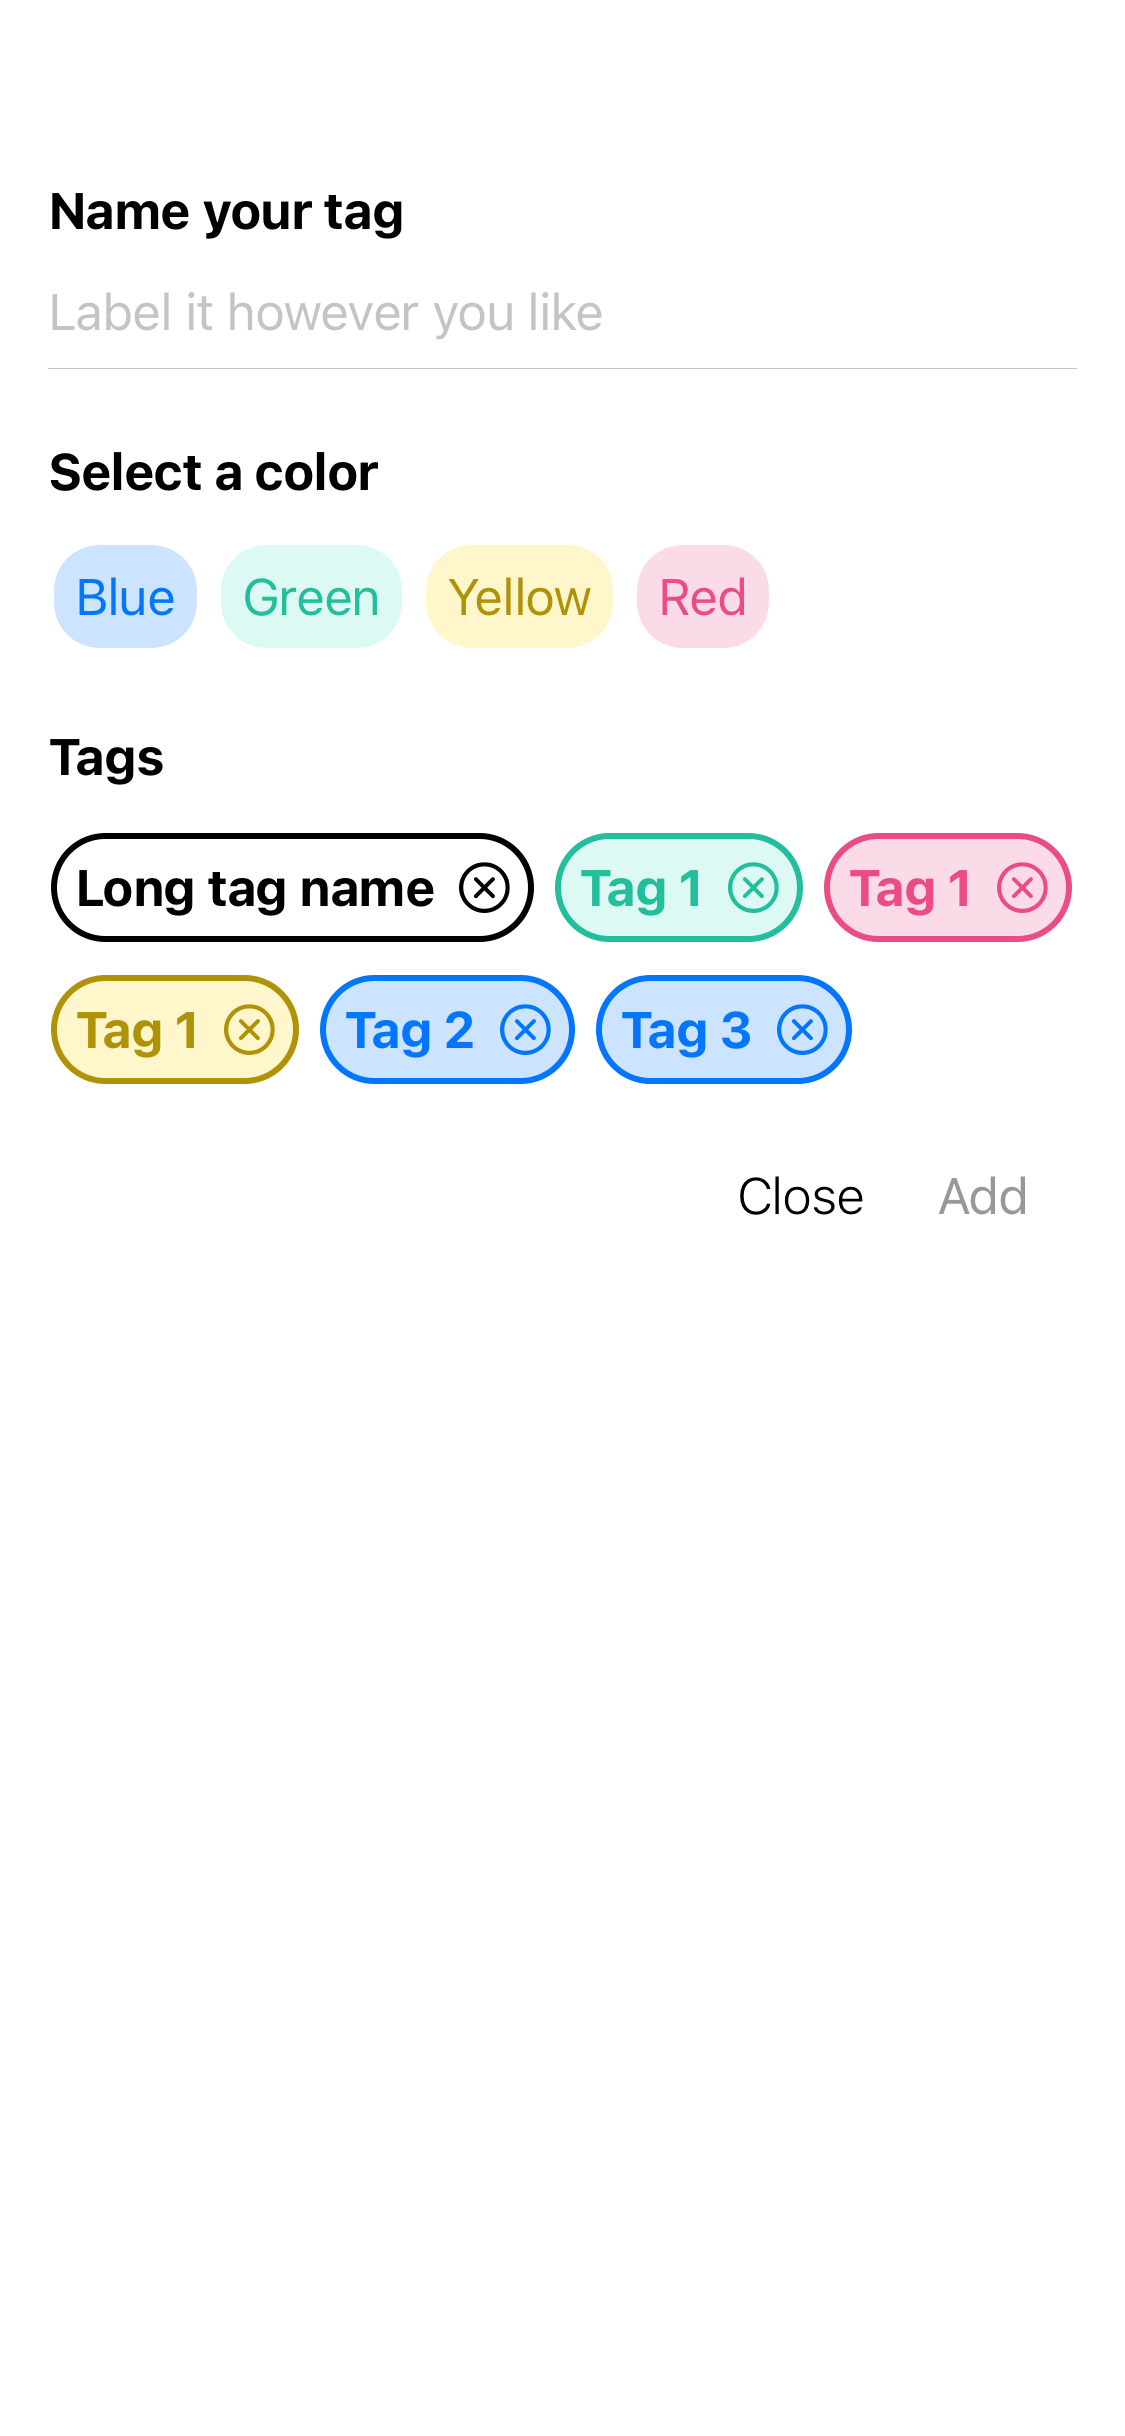 Name your tag
Label it however you like
Select a color
Blue Green Yellow Red
Tags
Long tag name Tag 1 Tag 1
Tag 1 Tag 2 Tag 3
Close Add